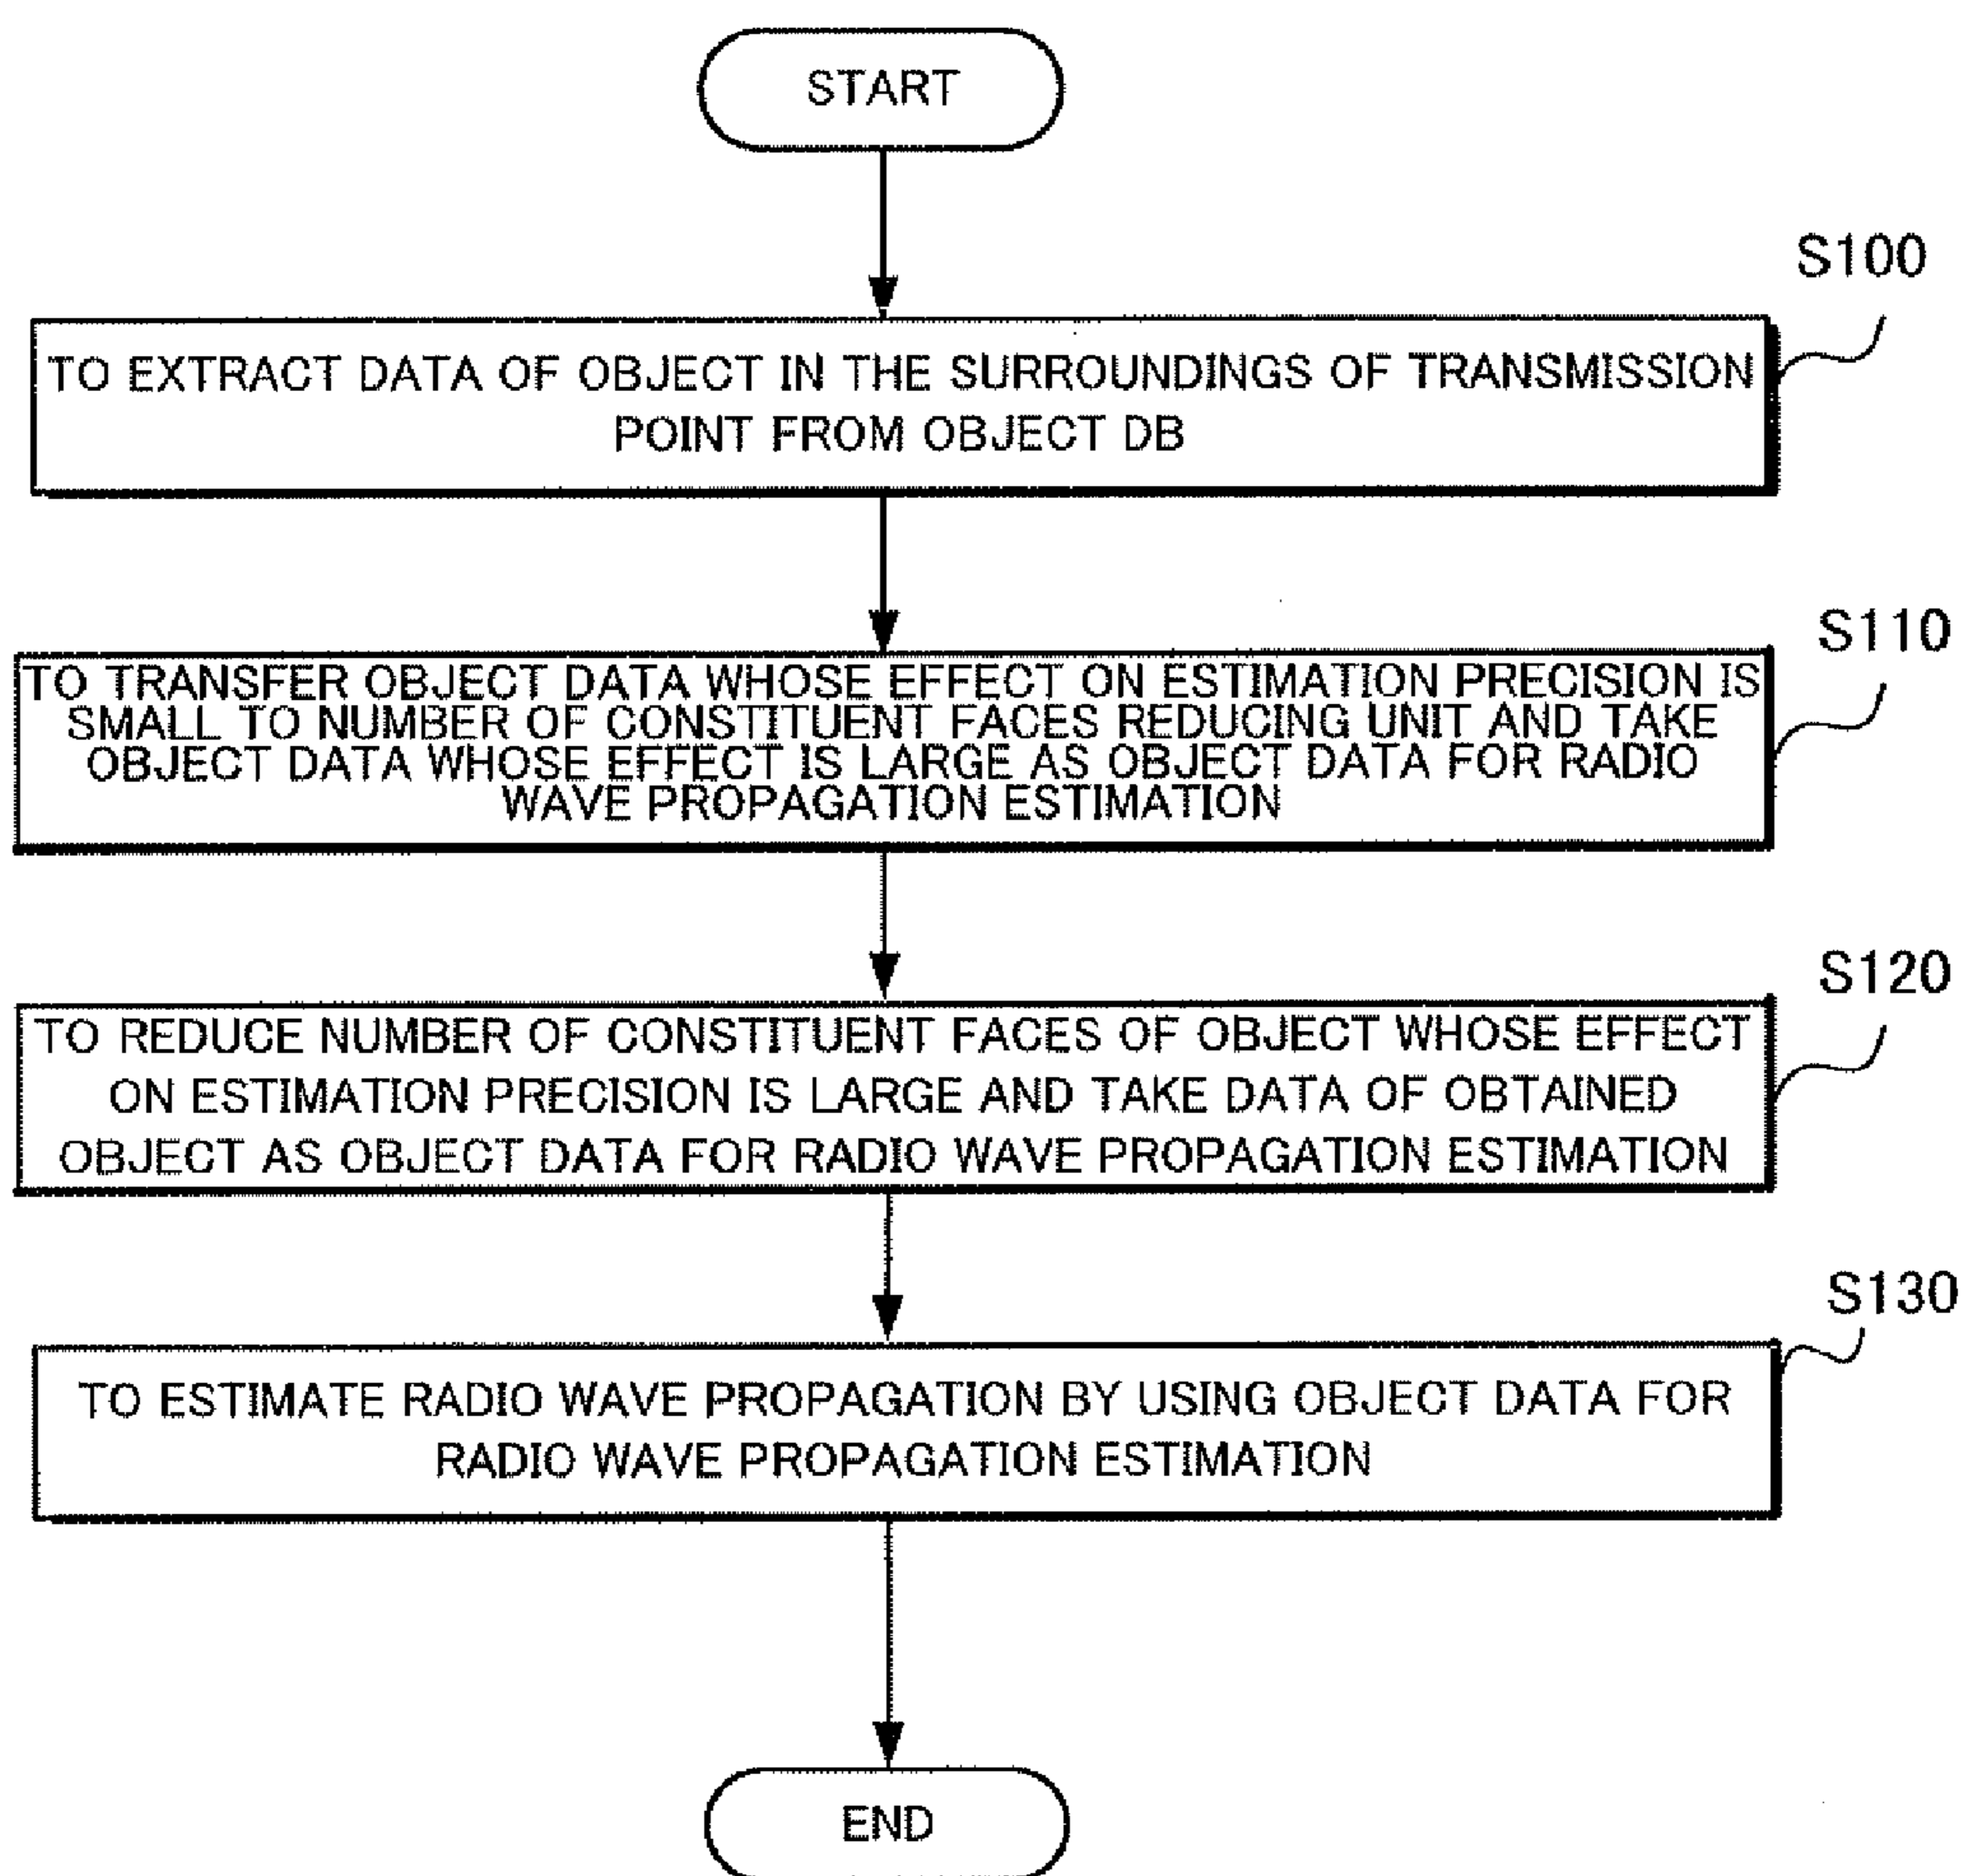 START
S100
TO EXTRACT DATA OF OBJECT IN THE SURROUNDINGS OF TRANSMISSION
POINT FROM OBJECT DB
S110
TO TRANSFER OBJECT DATA WHOSE EFFECT ON ESTIMATION PRECISION IS
SMALL TO NUMBER OF CONSTITUENT FACES REDUCING UNIT AND TAKE
OBJECT DATA WHOSE EFFECT IS LARGE AS OBJECT DATA FOR RADIO
WAVE PROPAGATION ESTIMATION
S120
TO REDUCE NUMBER OF CONSTITUENT FACES OF OBJECT WHOSE EFFECT
ON ESTIMATION PRECISION IS LARGE AND TAKE DATA OF OBTAINED
OBJECT AS OBJECT DATA FOR RADIO WAVE PROPAGATION ESTIMATION
S130
TO ESTIMATE RADIO WAVE PROPAGATION BY USING OBJECT DATA FOR
RADIO WAVE PROPAGATION ESTIMATION
END